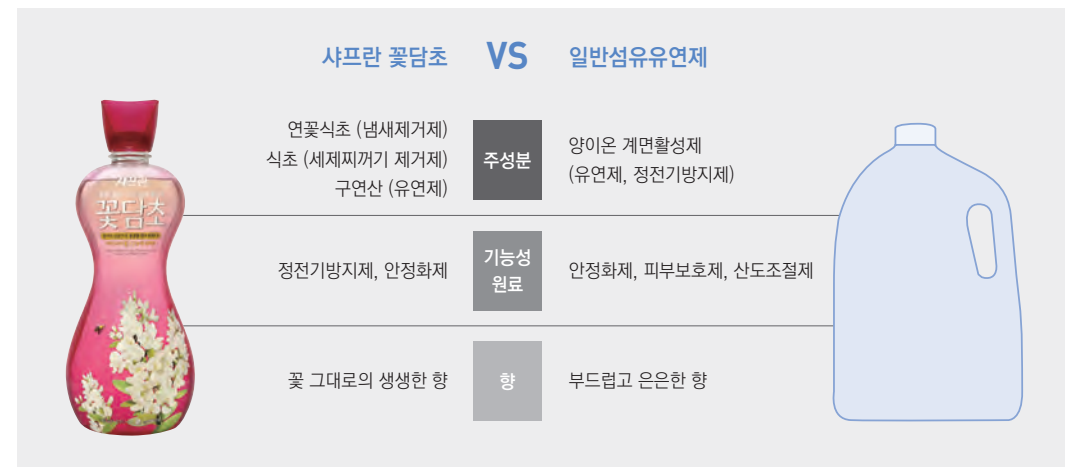 샤프란 꽃담초 VS 일반섬유유연제
연꽃식초 (냄새제거제)
식초 (세제찌꺼기 제거제)
구연산 (유연제)
주성분
양이온 계면활성제
(유연제, 정전기방지제)
정전기방지제, 안정화제
기능성
원료
안정화제, 피부보호제, 산도조절제
꽃 그대로의 생생한 향
향
부드럽고 은은한 향
샤프란
꽃담초